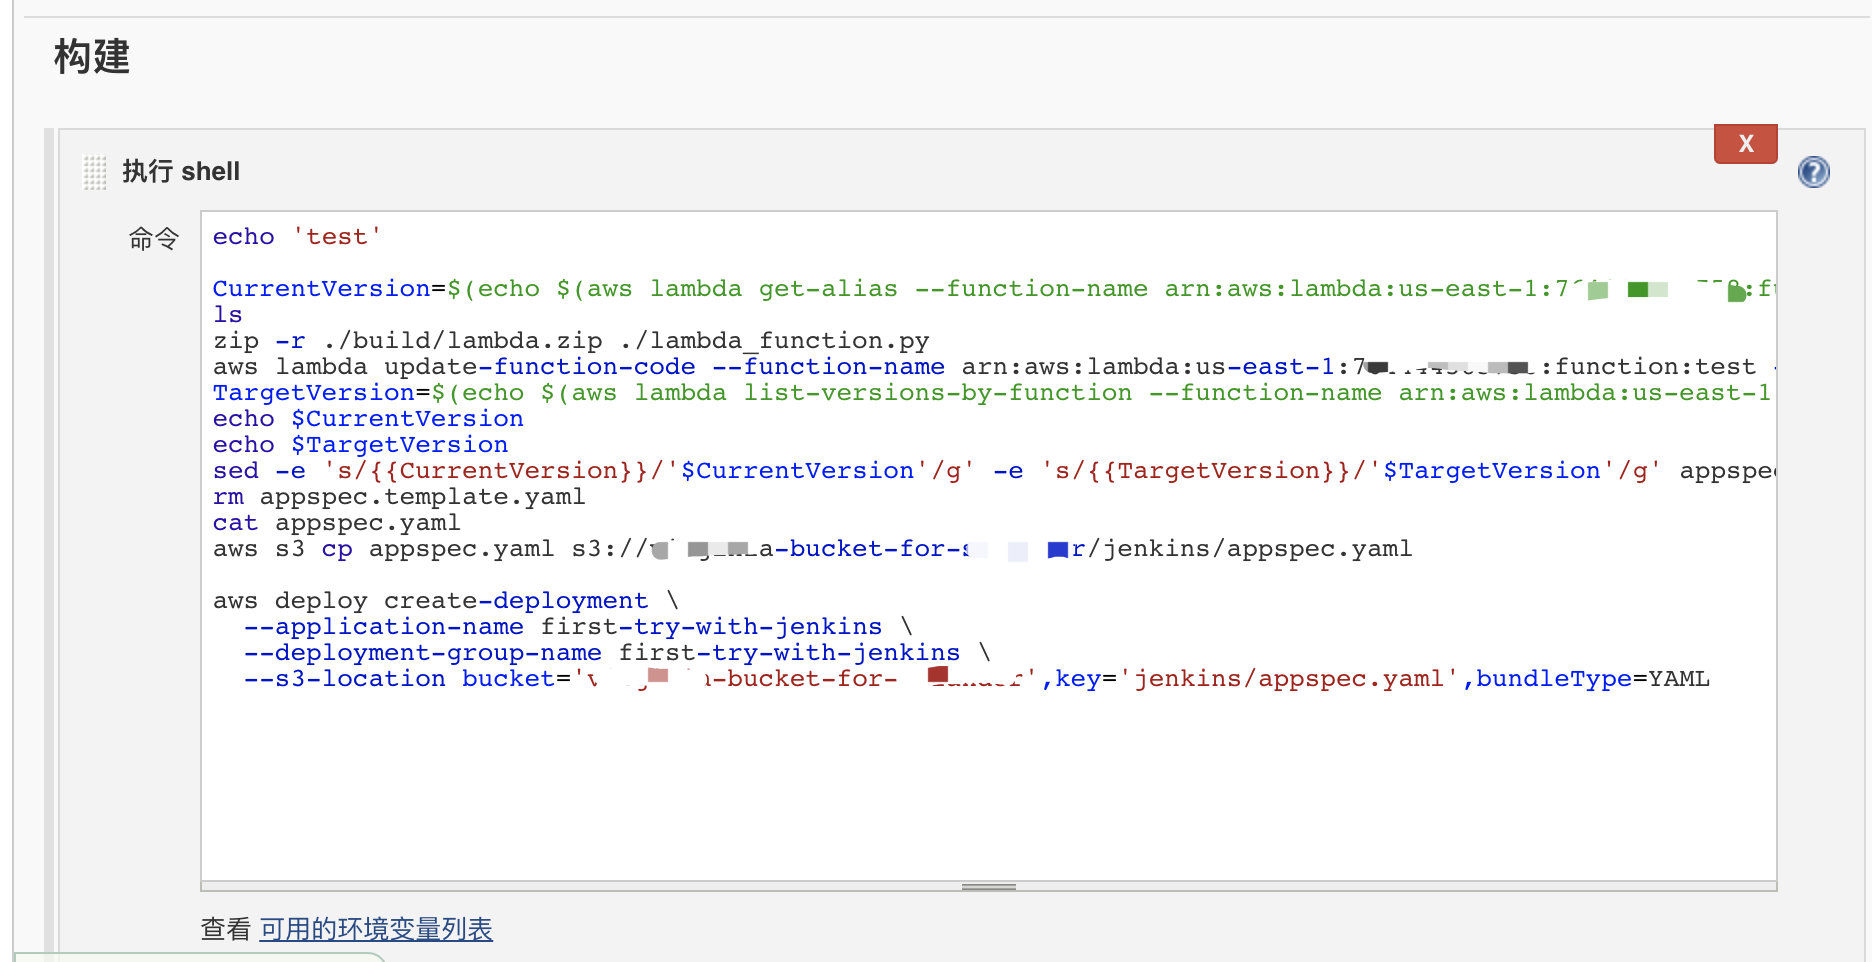 构建
X
执行 shell
命令
echo 'test'
CurrentVersion=$(echo $(aws lambda get-alias --function-name arn:aws:lambda:us-east-1:7
ls
zip -r ./build/lambda.zip ./lambda_function.py
aws lambda update-function-code --function-name arn:aws:lambda:us-east-1:7 :function:test
TargetVersion=$(echo $(aws lambda list-versions-by-function --function-name arn:aws:lambda:us-east-1
echo $CurrentVersion
echo $TargetVersion
sed -e 's/{{CurrentVersion}}/'$CurrentVersion'/g' -e 's/{{TargetVersion}}/'$TargetVersion'/g' appspe
rm appspec.template.yaml
cat appspec.yaml
aws s3 cp appspec.yaml s3:// a-bucket-for- r/jenkins/appspec.yaml
aws deploy create-deployment \
--application-name first-try-with-jenkins \
--deployment-group-name first-try-with-jenkins \
--s3-location bucket=' -bucket-for- ',key='jenkins/appspec.yaml',bundleType=YAML
查看 可用的环境变量列表